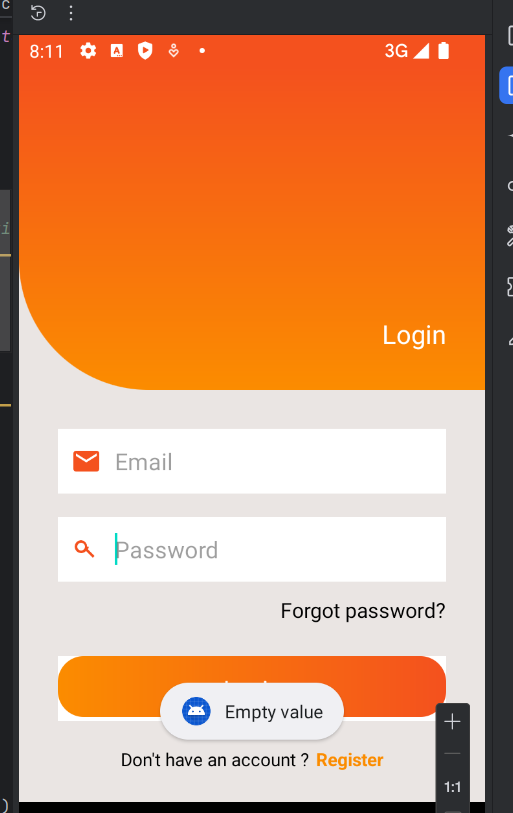 8:11 3G
Login
Email
Password
Forgot password?
Empty value
Don't have an account ? Register
1:1